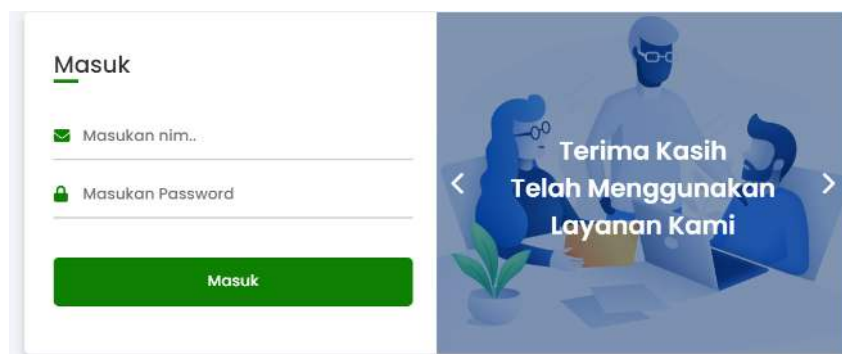 Masuk
Masukan nim..
Masukan Password
Masuk
Terima Kasih
Telah Menggunakan
Layanan Kami